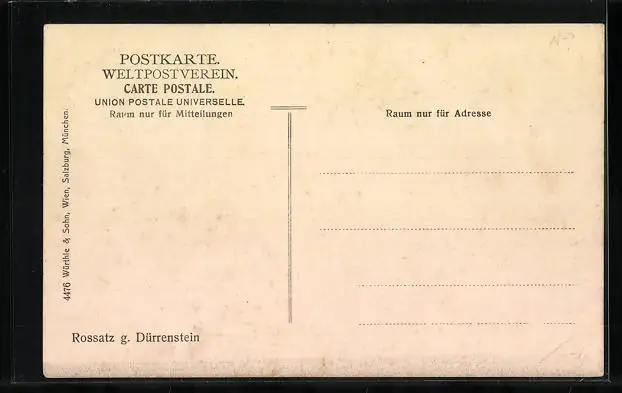 POSTKARTE.
WELTPOSTVEREIN.
CARTE POSTALE.
UNION POSTALE UNIVERSELLE.
Raum nur für Mitteilungen
Raum nur für Adresse
4476 Würthle & Sohn, Wien, Salzburg, München.
Rossatz g. Dürrenstein